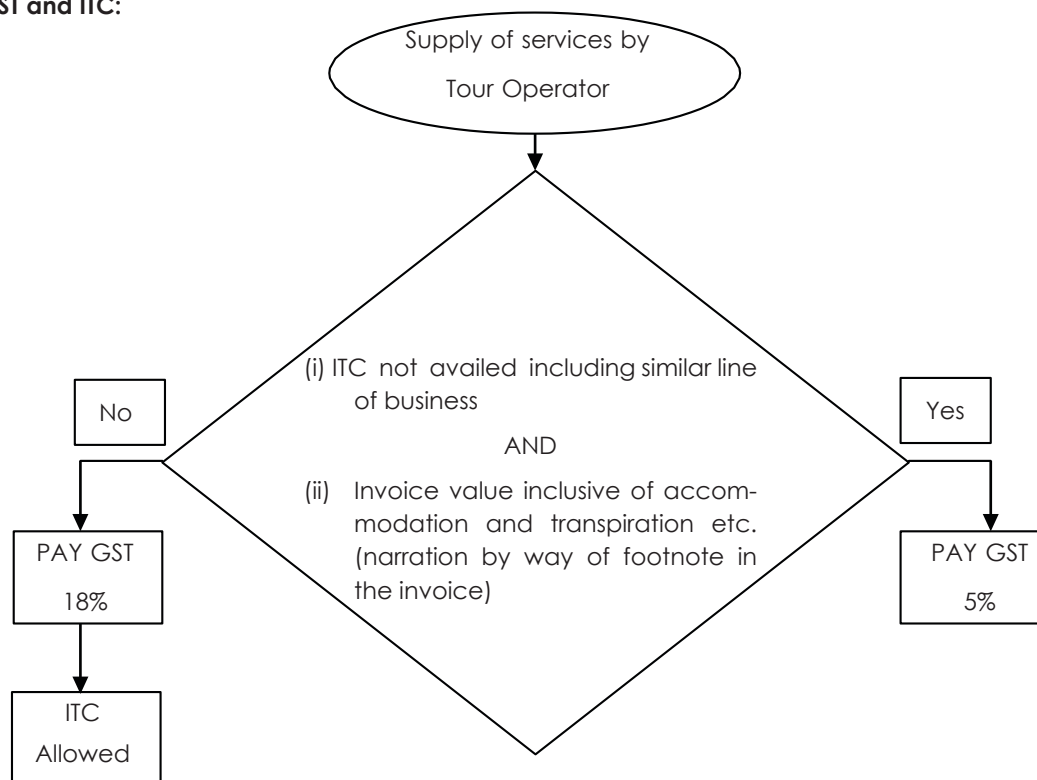 ST and ITC:
Supply of services by
Tour Operator
(i) ITC not availed including similar line
of business
AND
(ii) Invoice value inclusive of accom-
modation and transpiration etc.
(narration by way of footnote in
the invoice)
No
Yes
PAY GST
18%
PAY GST
5%
ITC
Allowed